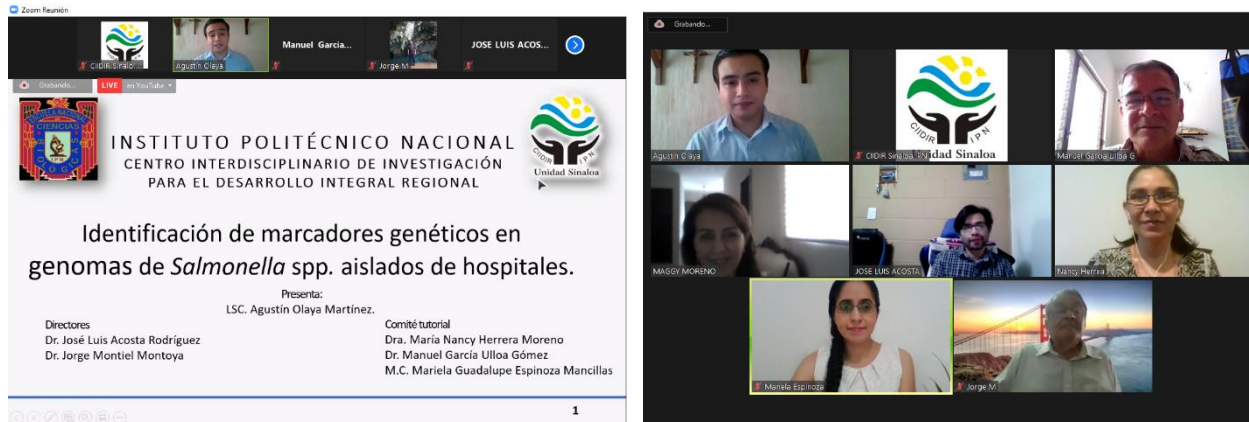 Zoom Reunión
CIIDIR Sinalo...
Agustin Olaya
Manuel Garcia...
Jorge M
JOSE LUIS ACOS...
Grabando...
LIVE en YouTube
CIENCIAS
I P N
INSTITUTO POLITÉCNICO NACIONAL
CENTRO INTERDISCIPLINARIO DE INVESTIGACIÓN
PARA EL DESARROLLO INTEGRAL REGIONAL
CIIDIR IPN
Unidad Sinaloa
Identificación de marcadores genéticos en
genomas de Salmonella spp. aislados de hospitales.
Presenta:
LSC. Agustín Olaya Martínez.
Directores
Dr. José Luis Acosta Rodríguez
Dr. Jorge Montiel Montoya
Comité tutorial
Dra. María Nancy Herrera Moreno
Dr. Manuel García Ulloa Gómez
M.C. Mariela Guadalupe Espinoza Mancillas
1
Grabando...
Agustin Olaya
CIIDIR IPN
Unidad Sinaloa
CIIDIR Sinaloa IPN
Manuel Garcia Ulloa G
MAGGY MORENO
JOSE LUIS ACOSTA
Nancy Herrera
Mariela Espinoza
Jorge M